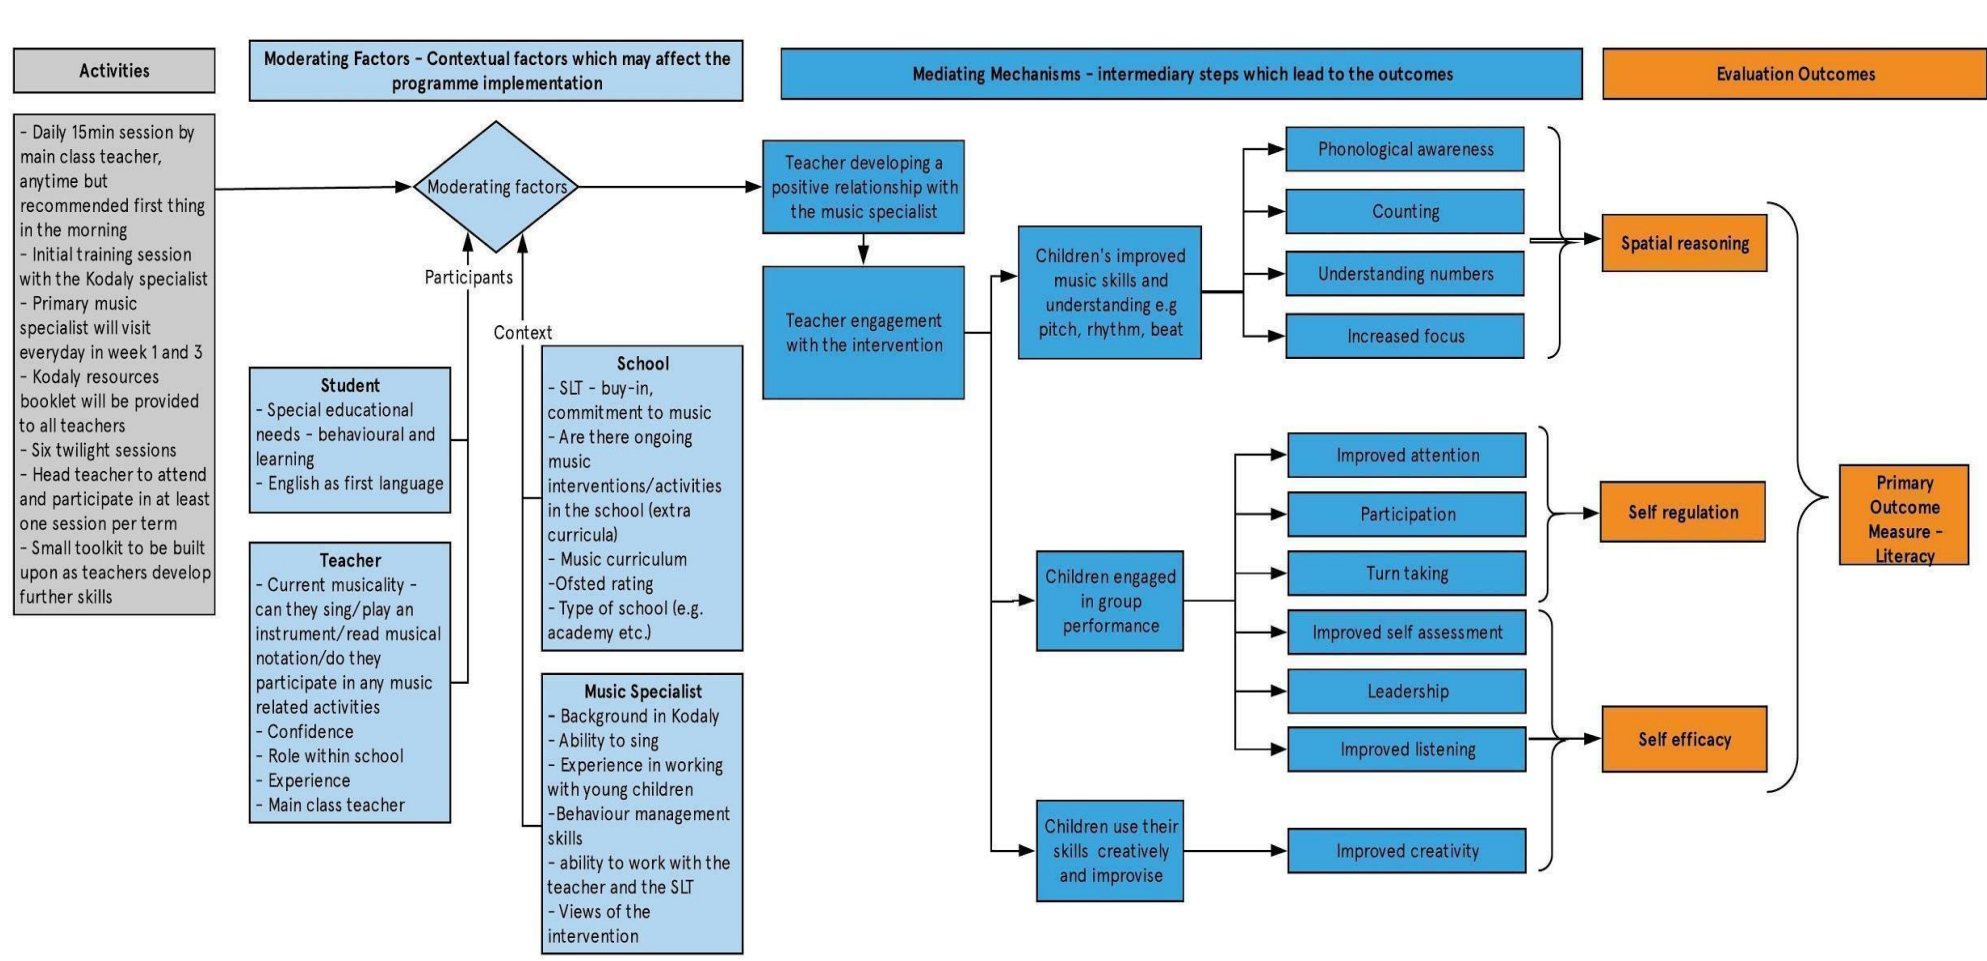 Activities
Moderating Factors - Contextual factors which may affect the
programme implementation
Mediating Mechanisms - intermediary steps which lead to the outcomes
Evaluation Outcomes
- Daily 15min session by
main class teacher,
anytime but
recommended first thing
in the morning
- Initial training session
with the Kodaly specialist
- Primary music
specialist will visit
everyday in week 1 and 3
- Kodaly resources
booklet will be provided
to all teachers
- Six twilight sessions
- Head teacher to attend
and participate in at least
one session per term
- Small toolkit to be built
upon as teachers develop
further skills
Moderating factors
Participants
Context
Student
- Special educational
needs - behavioural and
learning
- English as first language
Teacher
- Current musicality -
can they sing/play an
instrument/read musical
notation/do they
participate in any music
related activities
- Confidence
- Role within school
- Experience
- Main class teacher
School
- SLT - buy-in,
commitment to music
- Are there ongoing
music
interventions/activities
in the school (extra
curricula)
- Music curriculum
-Ofsted rating
- Type of school (e.g.
academy etc.)
Music Specialist
- Background in Kodaly
- Ability to sing
- Experience in working
with young children
-Behaviour management
skills
- ability to work with the
teacher and the SLT
- Views of the
intervention
Teacher developing a
positive relationship with
the music specialist
Teacher engagement
with the intervention
Children's improved
music skills and
understanding e.g
pitch, rhythm, beat
Children engaged
in group
performance
Children use their
skills creatively
and improvise
Phonological awareness
Counting
Understanding numbers
Increased focus
Improved attention
Participation
Turn taking
Improved self assessment
Leadership
Improved listening
Improved creativity
Spatial reasoning
Self regulation
Self efficacy
Primary
Outcome
Measure -
Literacy